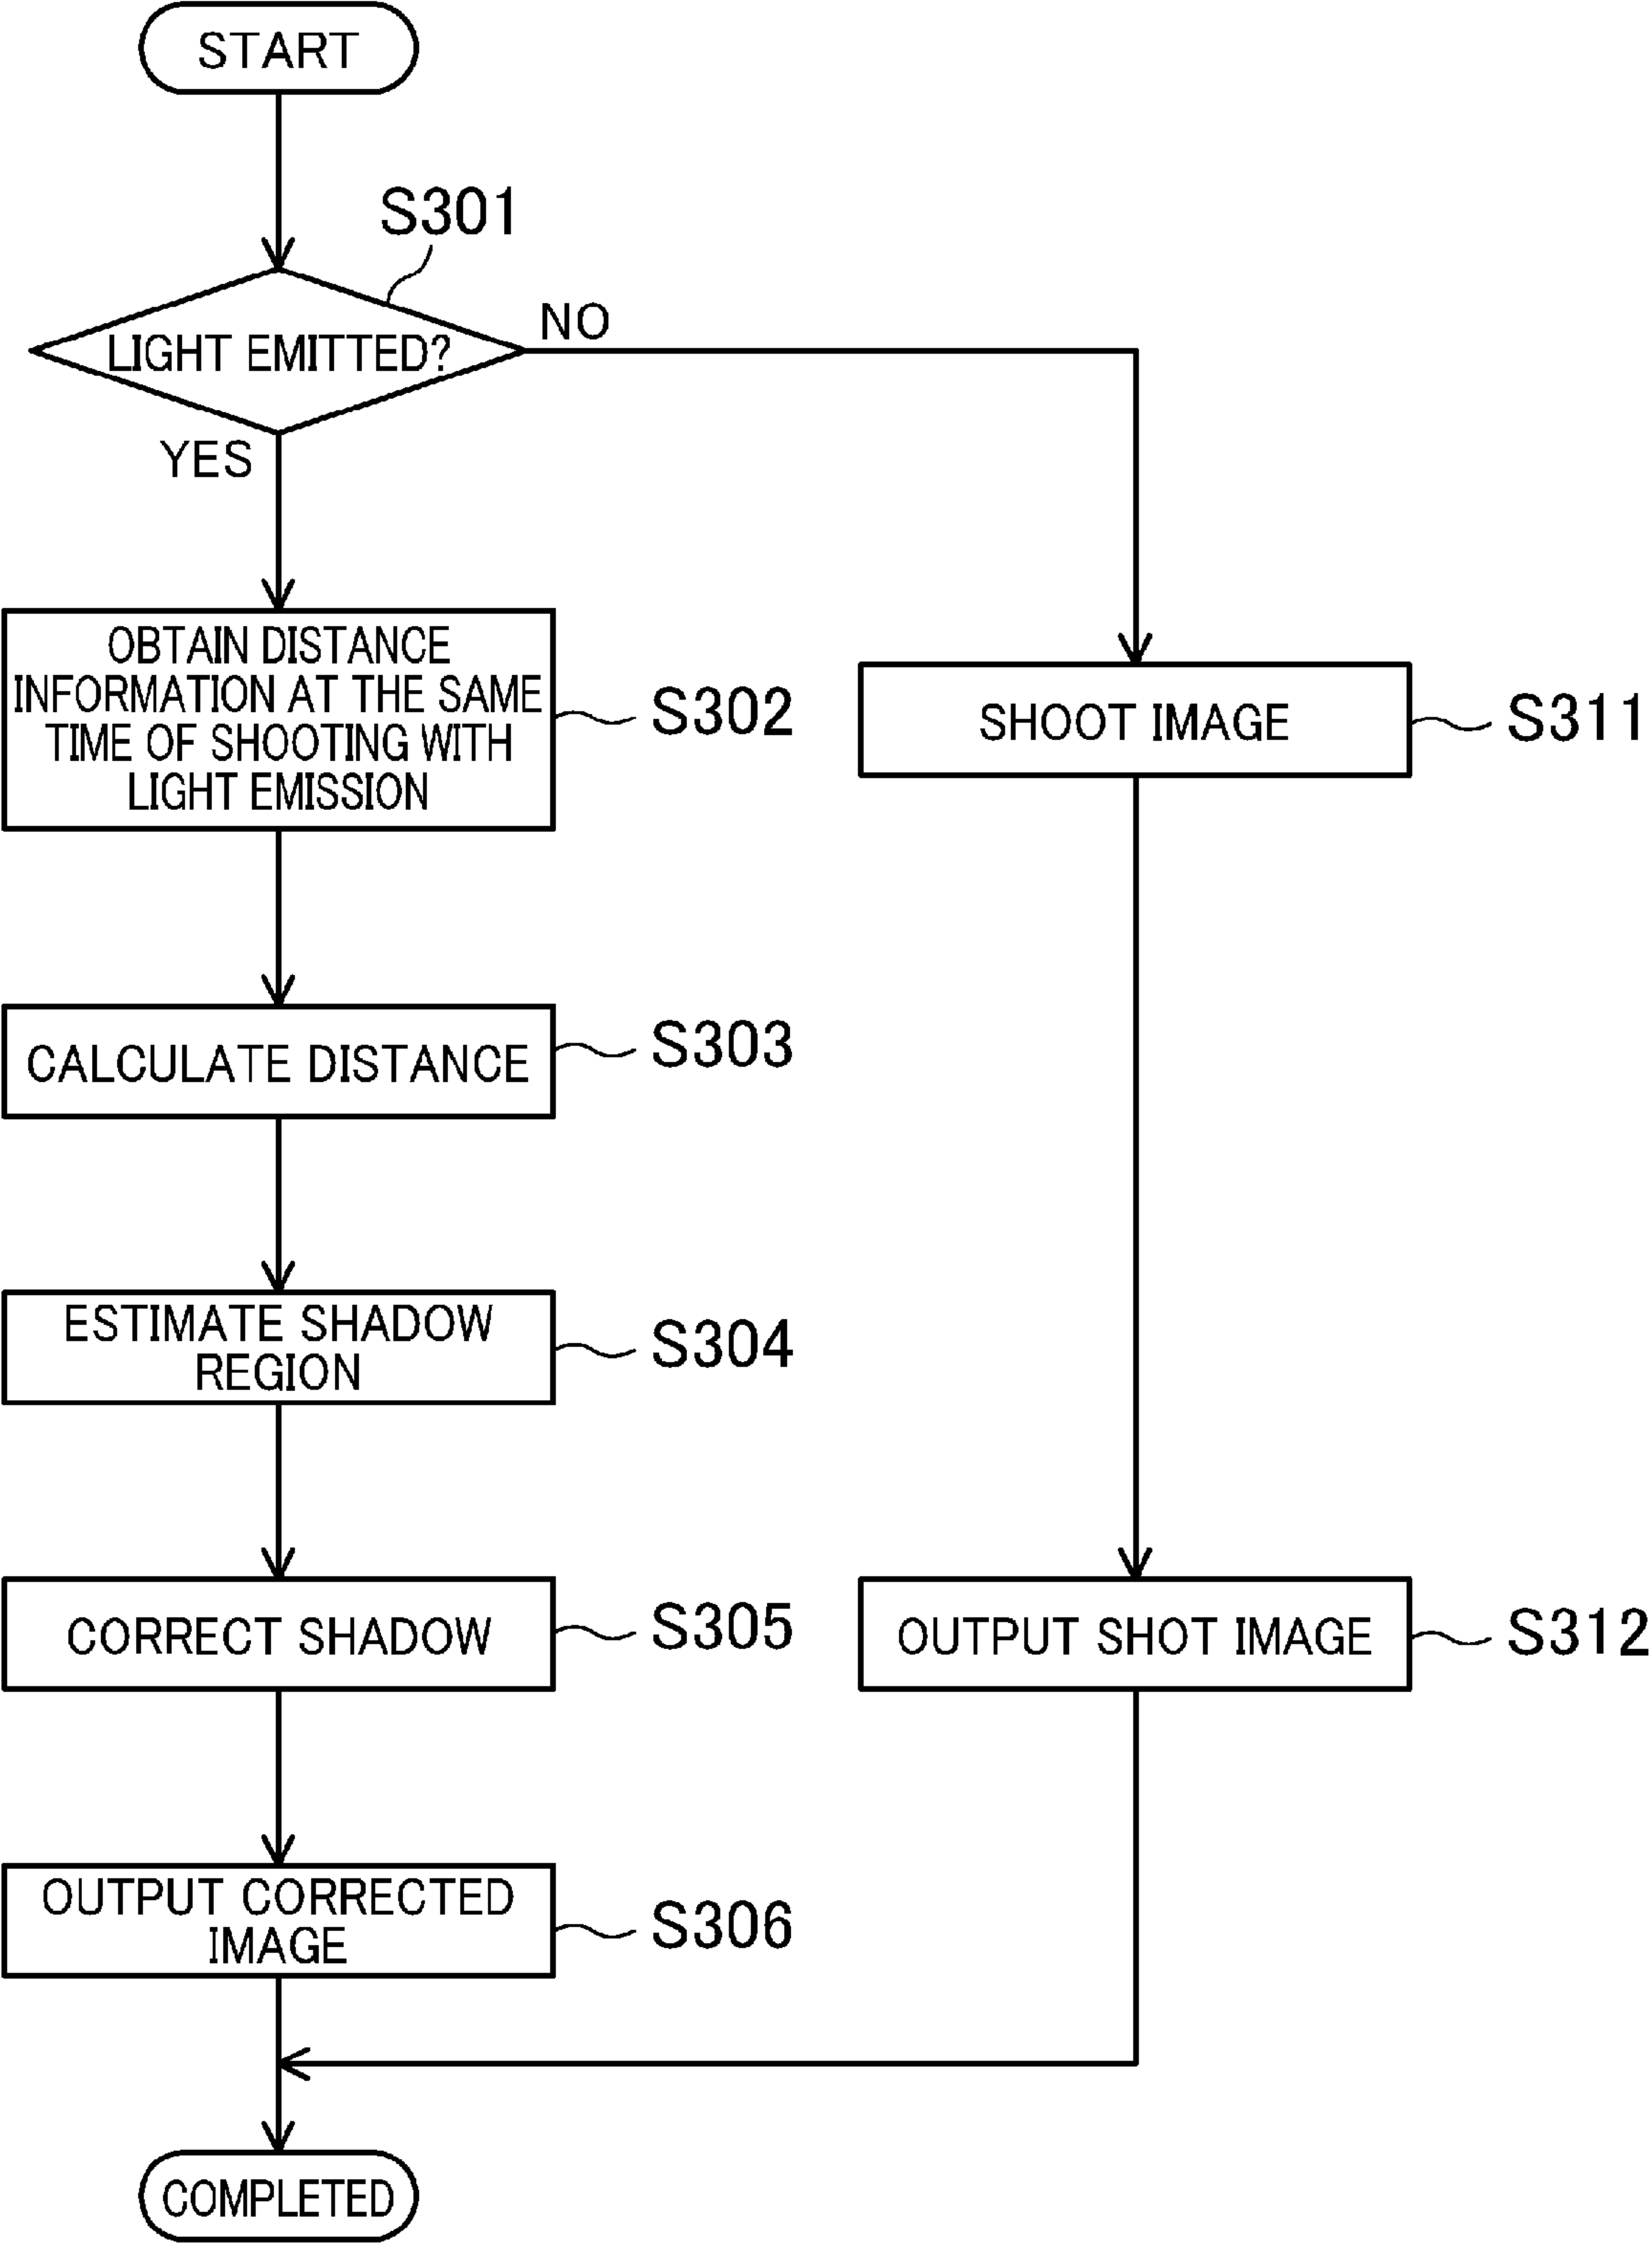 START
S301
LIGHT EMITTED?
NO
YES
OBTAIN DISTANCE
INFORMATION AT THE SAME
TIME OF SHOOTING WITH
LIGHT EMISSION
S302
SHOOT IMAGE
S311
CALCULATE DISTANCE
S303
ESTIMATE SHADOW
REGION
S304
CORRECT SHADOW
S305
OUTPUT SHOT IMAGE
S312
OUTPUT CORRECTED
IMAGE
S306
COMPLETED